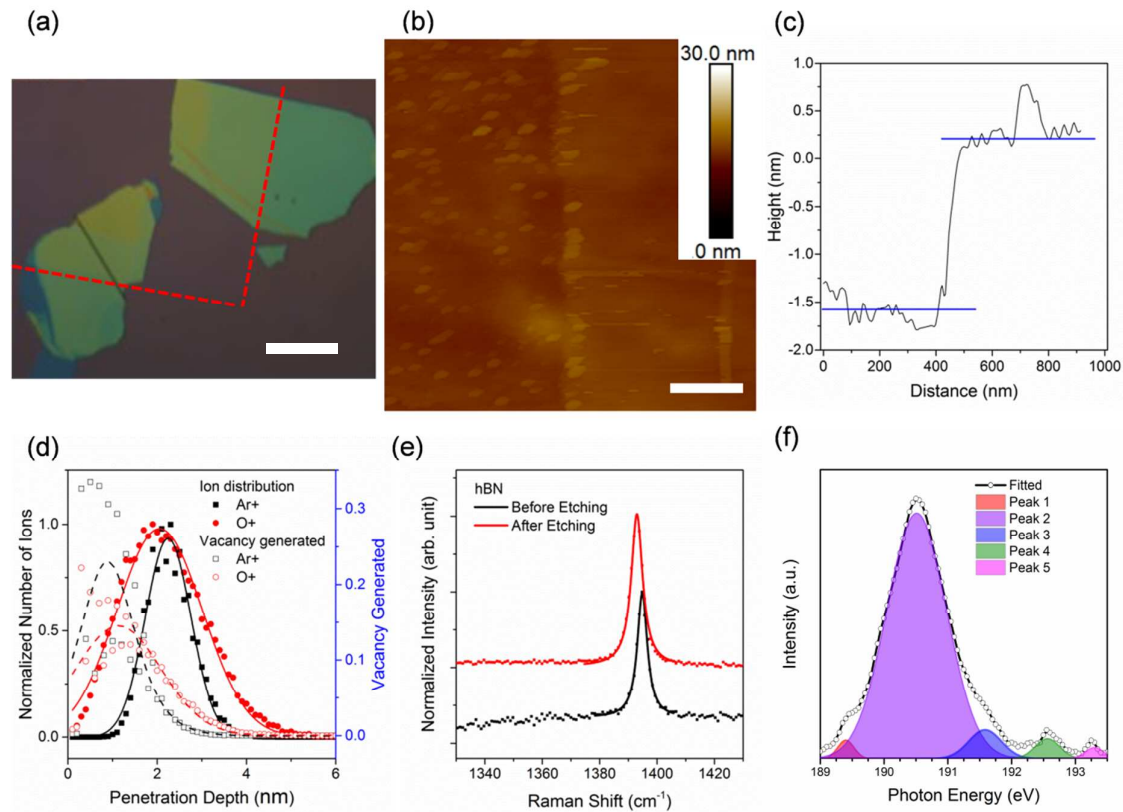 (a)
(b)
30.0 nm
.0 nm
(c)
Height (nm)
1.0
0.5
0.0
-0.5
-1.0
-1.5
-2.0
0 200 400 600 800 1000
Distance (nm)
(d)
Normalized Number of Ions
1.0
0.5
0.0
Ion distribution
Ar+
O+
Vacancy generated
Ar+
O+
0.3
0.2
0.1
0.0
Vacancy Generated
0 2 4 6
Penetration Depth (nm)
(e)
Normalized Intensity (arb. unit)
hBN
Before Etching
After Etching
1340 1360 1380 1400 1420
Raman Shift (cm⁻¹)
(f)
Intensity (a.u.)
Fitted
Peak 1
Peak 2
Peak 3
Peak 4
Peak 5
189 190 191 192 193
Photon Energy (eV)